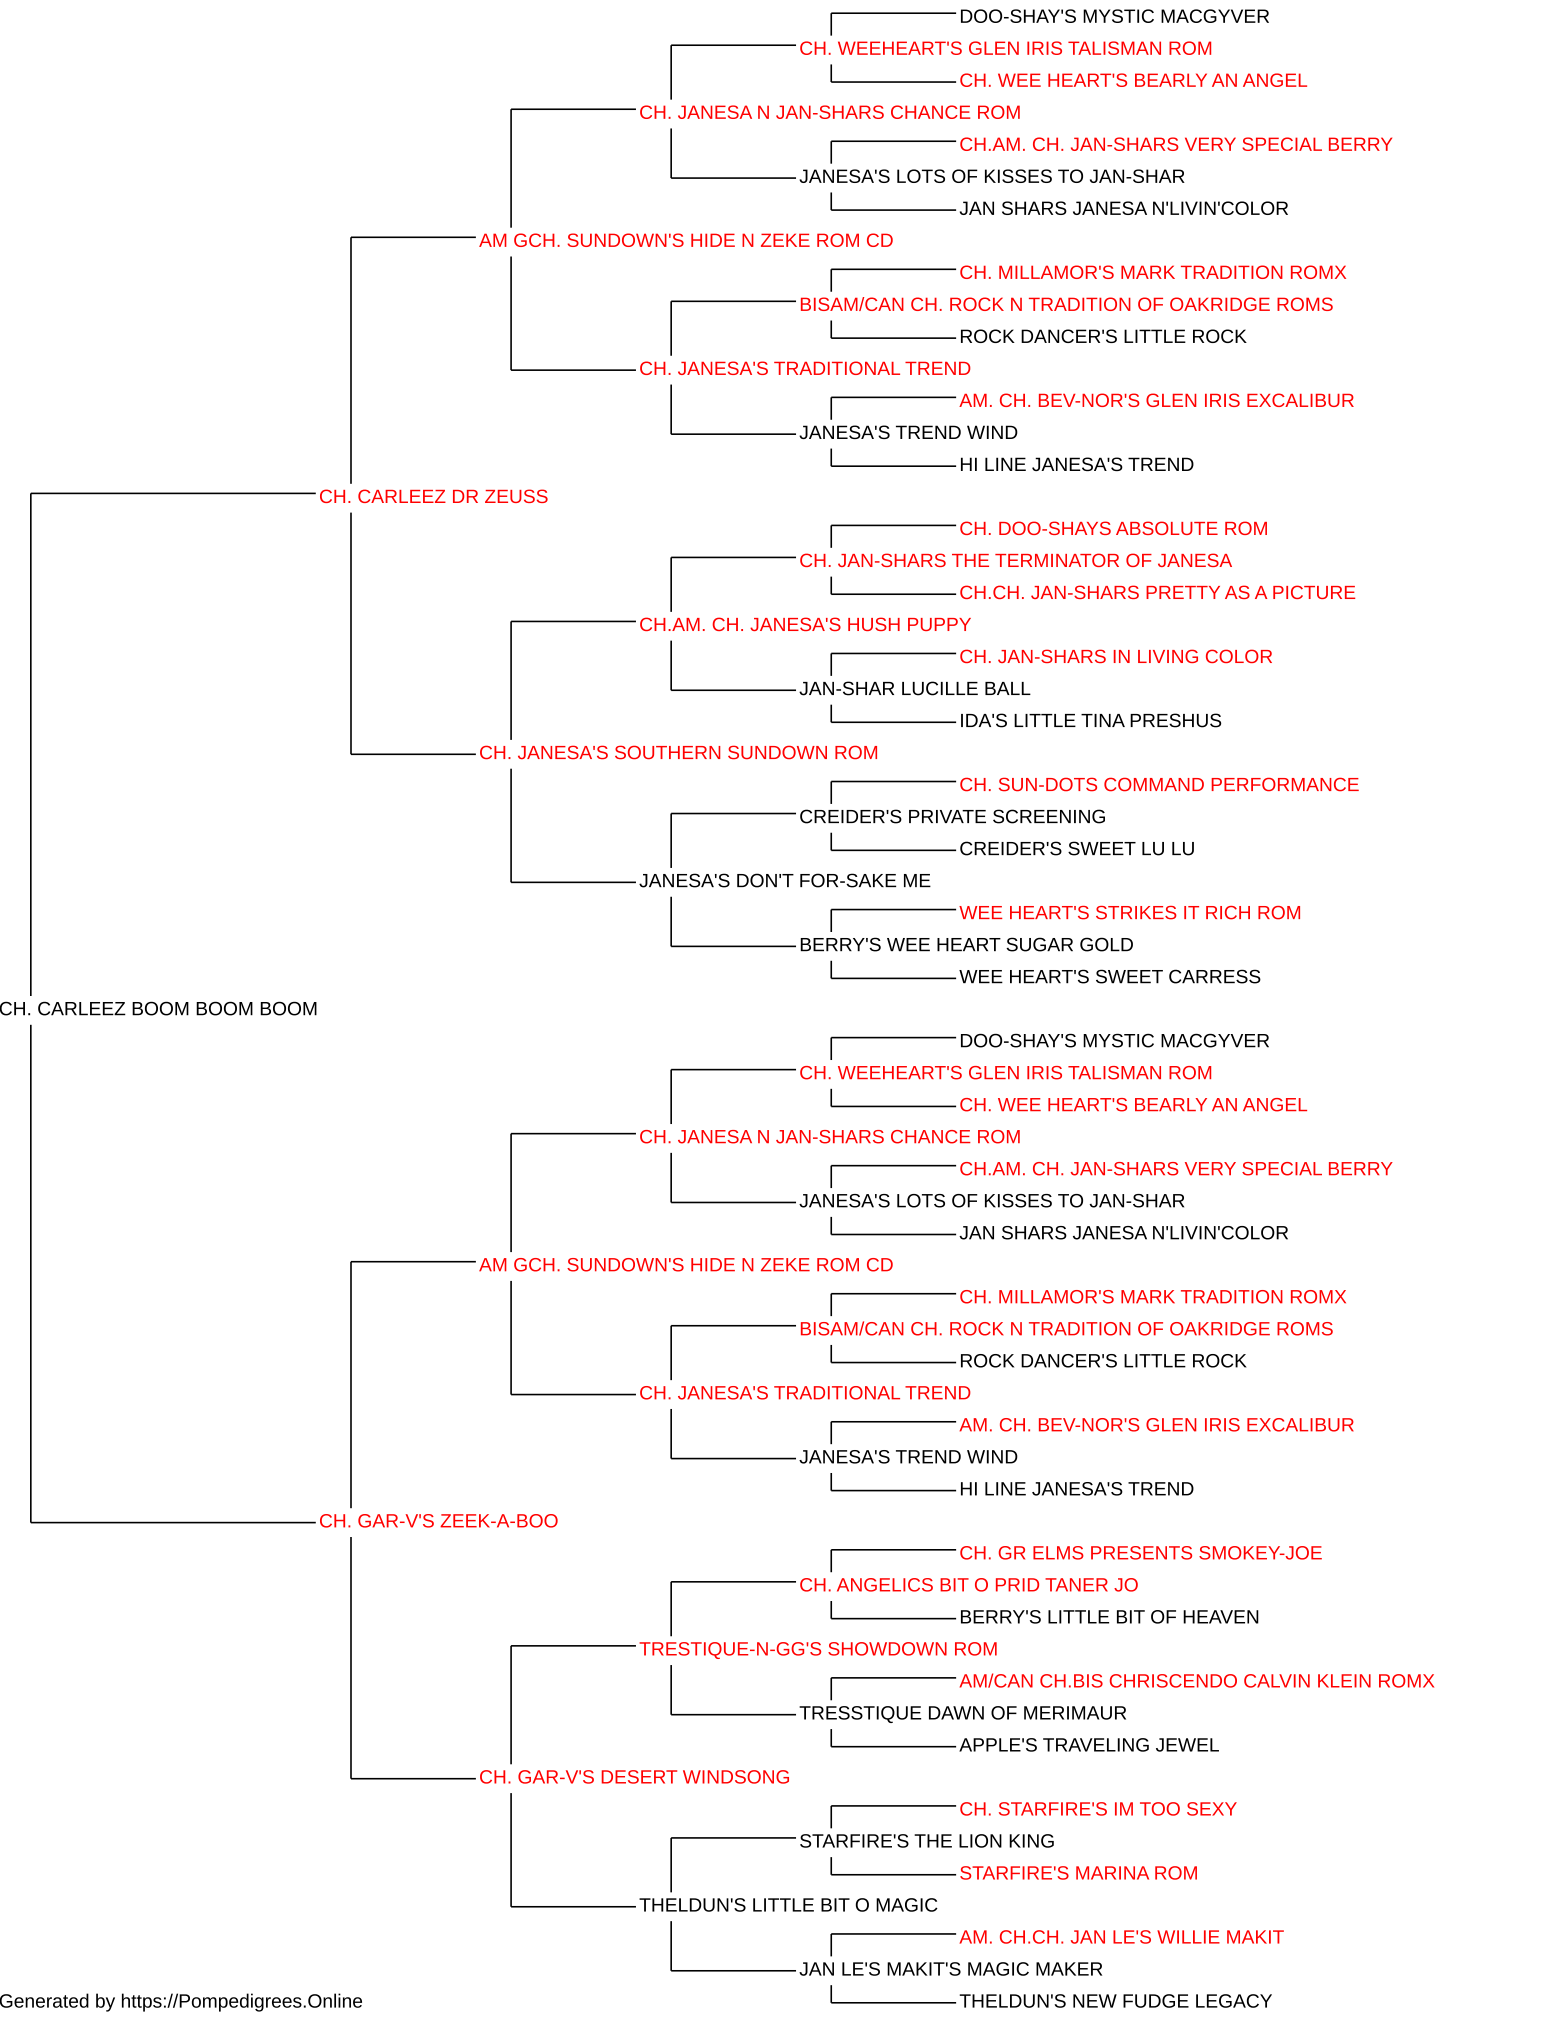 DOO-SHAY'S MYSTIC MACGYVER
CH. WEEHEART'S GLEN IRIS TALISMAN ROM
CH. WEE HEART'S BEARLY AN ANGEL
CH. JANESA N JAN-SHARS CHANCE ROM
CH.AM. CH. JAN-SHARS VERY SPECIAL BERRY
JANESA'S LOTS OF KISSES TO JAN-SHAR
JAN SHARS JANESA N'LIVIN'COLOR
AM GCH. SUNDOWN'S HIDE N ZEKE ROM CD
CH. MILLAMOR'S MARK TRADITION ROMX
BISAM/CAN CH. ROCK N TRADITION OF OAKRIDGE ROMS
ROCK DANCER'S LITTLE ROCK
CH. JANESA'S TRADITIONAL TREND
AM. CH. BEV-NOR'S GLEN IRIS EXCALIBUR
JANESA'S TREND WIND
HI LINE JANESA'S TREND
CH. CARLEEZ DR ZEUSS
CH. DOO-SHAYS ABSOLUTE ROM
CH. JAN-SHARS THE TERMINATOR OF JANESA
CH.CH. JAN-SHARS PRETTY AS A PICTURE
CH.AM. CH. JANESA'S HUSH PUPPY
CH. JAN-SHARS IN LIVING COLOR
JAN-SHAR LUCILLE BALL
IDA'S LITTLE TINA PRESHUS
CH. JANESA'S SOUTHERN SUNDOWN ROM
CH. SUN-DOTS COMMAND PERFORMANCE
CREIDER'S PRIVATE SCREENING
CREIDER'S SWEET LU LU
JANESA'S DON'T FOR-SAKE ME
WEE HEART'S STRIKES IT RICH ROM
BERRY'S WEE HEART SUGAR GOLD
WEE HEART'S SWEET CARRESS
CH. CARLEEZ BOOM BOOM BOOM
DOO-SHAY'S MYSTIC MACGYVER
CH. WEEHEART'S GLEN IRIS TALISMAN ROM
CH. WEE HEART'S BEARLY AN ANGEL
CH. JANESA N JAN-SHARS CHANCE ROM
CH.AM. CH. JAN-SHARS VERY SPECIAL BERRY
JANESA'S LOTS OF KISSES TO JAN-SHAR
JAN SHARS JANESA N'LIVIN'COLOR
AM GCH. SUNDOWN'S HIDE N ZEKE ROM CD
CH. MILLAMOR'S MARK TRADITION ROMX
BISAM/CAN CH. ROCK N TRADITION OF OAKRIDGE ROMS
ROCK DANCER'S LITTLE ROCK
CH. JANESA'S TRADITIONAL TREND
AM. CH. BEV-NOR'S GLEN IRIS EXCALIBUR
JANESA'S TREND WIND
HI LINE JANESA'S TREND
CH. GAR-V'S ZEEK-A-BOO
CH. GR ELMS PRESENTS SMOKEY-JOE
CH. ANGELICS BIT O PRID TANER JO
BERRY'S LITTLE BIT OF HEAVEN
TRESTIQUE-N-GG'S SHOWDOWN ROM
AM/CAN CH.BIS CHRISCENDO CALVIN KLEIN ROMX
TRESSTIQUE DAWN OF MERIMAUR
APPLE'S TRAVELING JEWEL
CH. GAR-V'S DESERT WINDSONG
CH. STARFIRE'S IM TOO SEXY
STARFIRE'S THE LION KING
STARFIRE'S MARINA ROM
THELDUN'S LITTLE BIT O MAGIC
AM. CH.CH. JAN LE'S WILLIE MAKIT
JAN LE'S MAKIT'S MAGIC MAKER
THELDUN'S NEW FUDGE LEGACY
Generated by https://Pompedigrees.Online